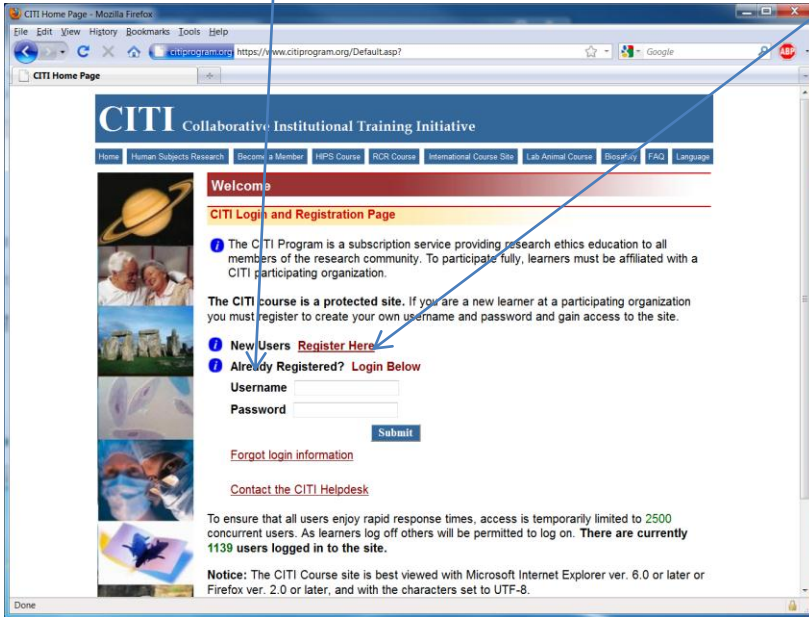 CITI Home Page - Mozilla Firefox
File Edit View History Bookmarks Tools Help
citiprogram.org https://www.citiprogram.org/Default.asp?
Google
ABP
CITI Home Page
CITI Collaborative Institutional Training Initiative
Home Human Subjects Research Become a Member HIPS Course RCR Course International Course Site Lab Animal Course Biosafety FAQ Language
Welcome
CITI Login and Registration Page
The CITI Program is a subscription service providing research ethics education to all
members of the research community. To participate fully, learners must be affiliated with a
CITI participating organization.
The CITI course is a protected site. If you are a new learner at a participating organization
you must register to create your own username and password and gain access to the site.
New Users Register Here
Already Registered? Login Below
Username
Password
Submit
Forgot login information
Contact the CITI Helpdesk
To ensure that all users enjoy rapid response times, access is temporarily limited to 2500
concurrent users. As learners log off others will be permitted to log on. There are currently
1139 users logged in to the site.
Notice: The CITI Course site is best viewed with Microsoft Internet Explorer ver. 6.0 or later or
Firefox ver. 2.0 or later, and with the characters set to UTF-8.
Done